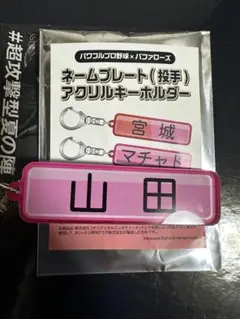 #超攻撃型夏の陣
パワフルプロ野球×バファローズ
ネームプレート(投手)
アクリルキーホルダー
宮城
マチャド
山田